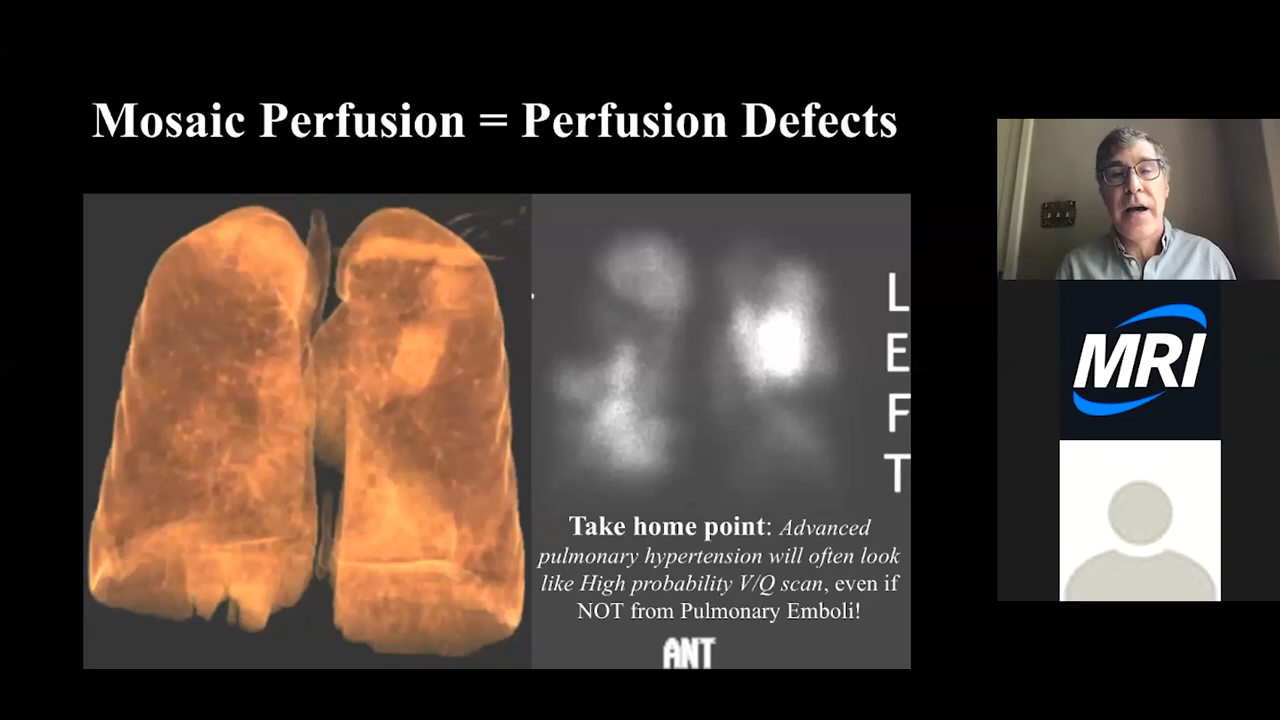 Mosaic Perfusion = Perfusion Defects
L
E
F
T
Take home point: Advanced
pulmonary hypertension will often look
like High probability V/Q scan, even if
NOT from Pulmonary Emboli!
ANT
MRI